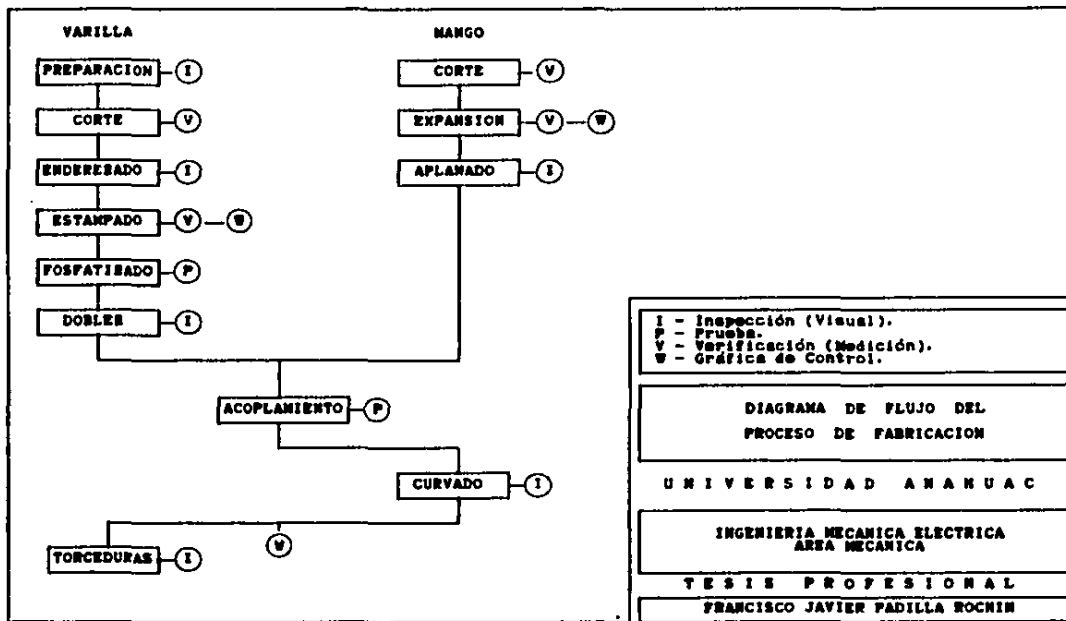 VARILLA
MANGO
PREPARACION I
CORTE V
ENDEREZADO I
ESTAMPADO V W
FOSFATIZADO P
DOBLEZ I
CORTE V
EXPANSION V W
APLANADO I
ACOPLAMIENTO P
CURVADO I
W
TORCEDURAS I
I - Inspección (Visual).
P - Prueba.
V - Verificación (Medición).
W - Gráfica de Control.
DIAGRAMA DE FLUJO DEL
PROCESO DE FABRICACION
UNIVERSIDAD ANAHUAC
INGENIERIA MECANICA ELECTRICA
AREA MECANICA
TESIS PROFESIONAL
FRANCISCO JAVIER PADILLA ROCHIN